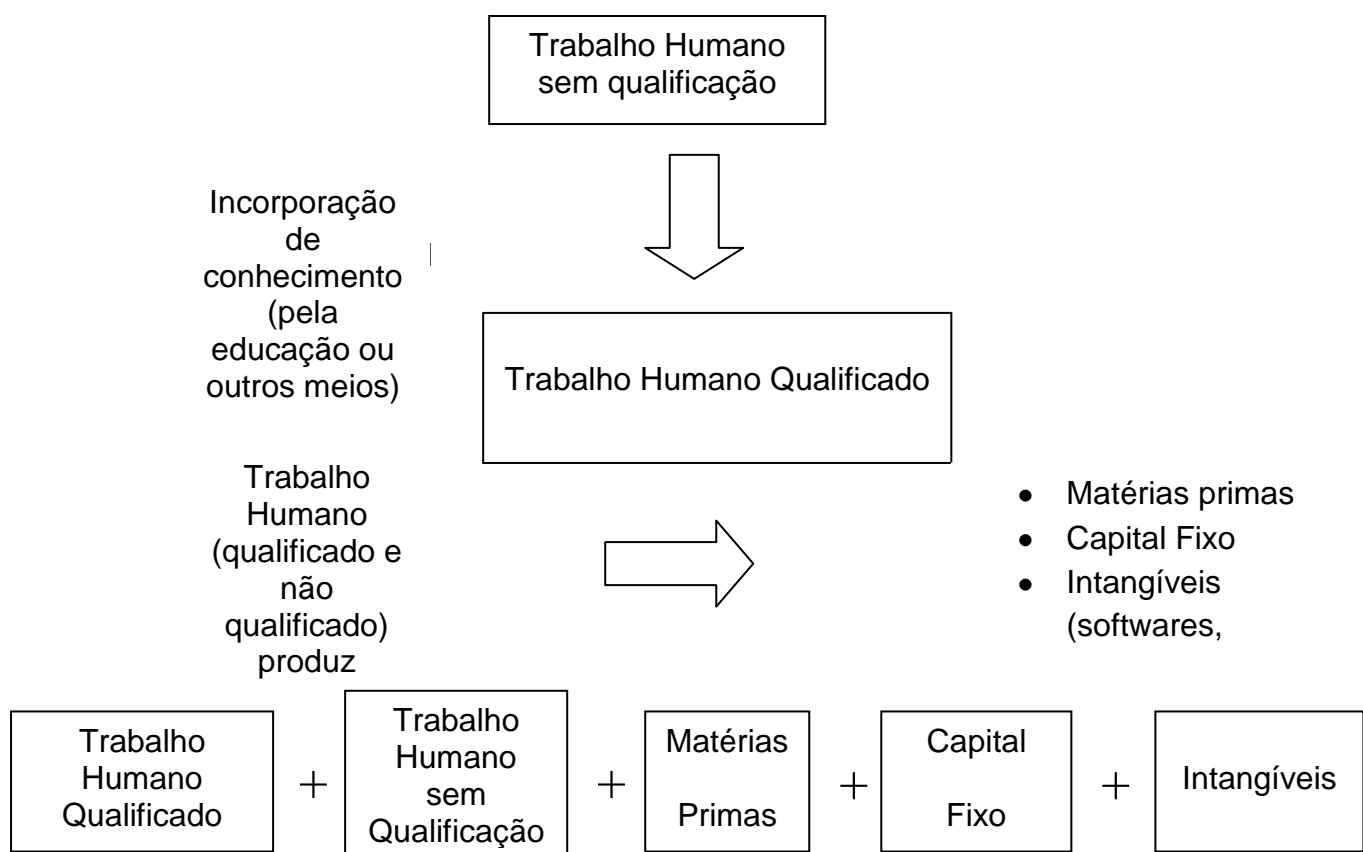 Trabalho Humano
sem qualificação
Incorporação
de
conhecimento
(pela
educação ou
outros meios)
Trabalho Humano Qualificado
Trabalho
Humano
(qualificado e
não
qualificado)
produz
• Matérias primas
• Capital Fixo
• Intangíveis
(softwares,
Trabalho
Humano
Qualificado
+
Trabalho
Humano
sem
Qualificação
+
Matérias
Primas
+
Capital
Fixo
+
Intangíveis